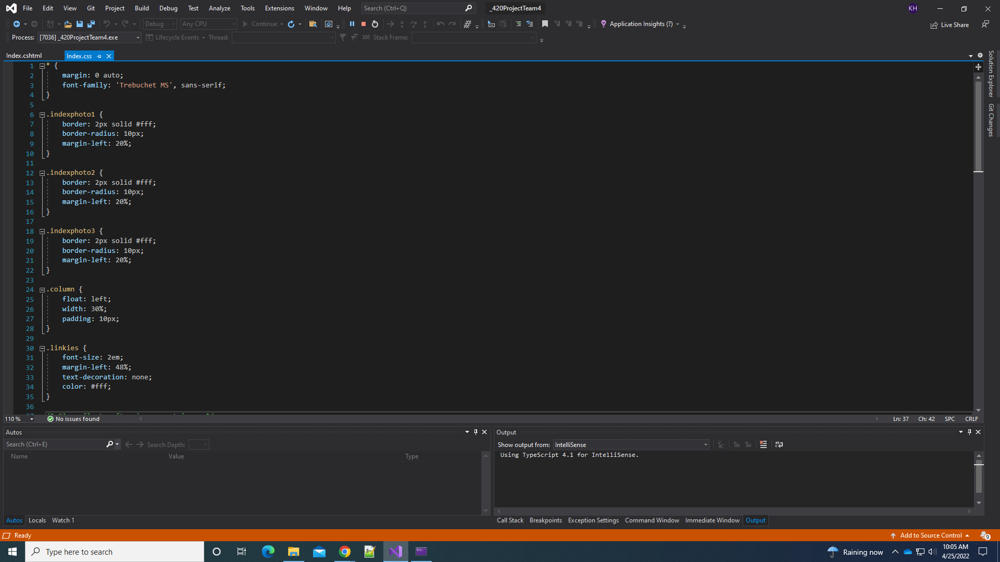 File Edit View Git Project Build Debug Test Analyze Tools Extensions Window Help Search (Ctrl+Q) _420ProjectTeam4 KH
Debug Any CPU Continue Application Insights (?) Live Share
Process: [7036] _420ProjectTeam4.exe Lifecycle Events Thread: Stack Frame:
Index.cshtml Index.css
Solution Explorer
Git Changes
1 * {
2 margin: 0 auto;
3 font-family: 'Trebuchet MS', sans-serif;
4 }
5
6 .indexphoto1 {
7 border: 2px solid #fff;
8 border-radius: 10px;
9 margin-left: 20%;
10 }
11
12 .indexphoto2 {
13 border: 2px solid #fff;
14 border-radius: 10px;
15 margin-left: 20%;
16 }
17
18 .indexphoto3 {
19 border: 2px solid #fff;
20 border-radius: 10px;
21 margin-left: 20%;
22 }
23
24 .column {
25 float: left;
26 width: 30%;
27 padding: 10px;
28 }
29
30 .linkies {
31 font-size: 2em;
32 margin-left: 48%;
33 text-decoration: none;
34 color: #fff;
35 }
36
110 % No issues found Ln: 37 Ch: 42 SPC CRLF
Autos
Search (Ctrl+E) Search Depth:
Name Value Type
Autos Locals Watch 1
Output
Show output from: IntelliSense
Using TypeScript 4.1 for IntelliSense.
Call Stack Breakpoints Exception Settings Command Window Immediate Window Output
Ready Add to Source Control 9
Type here to search Raining now 10:05 AM
4/25/2022